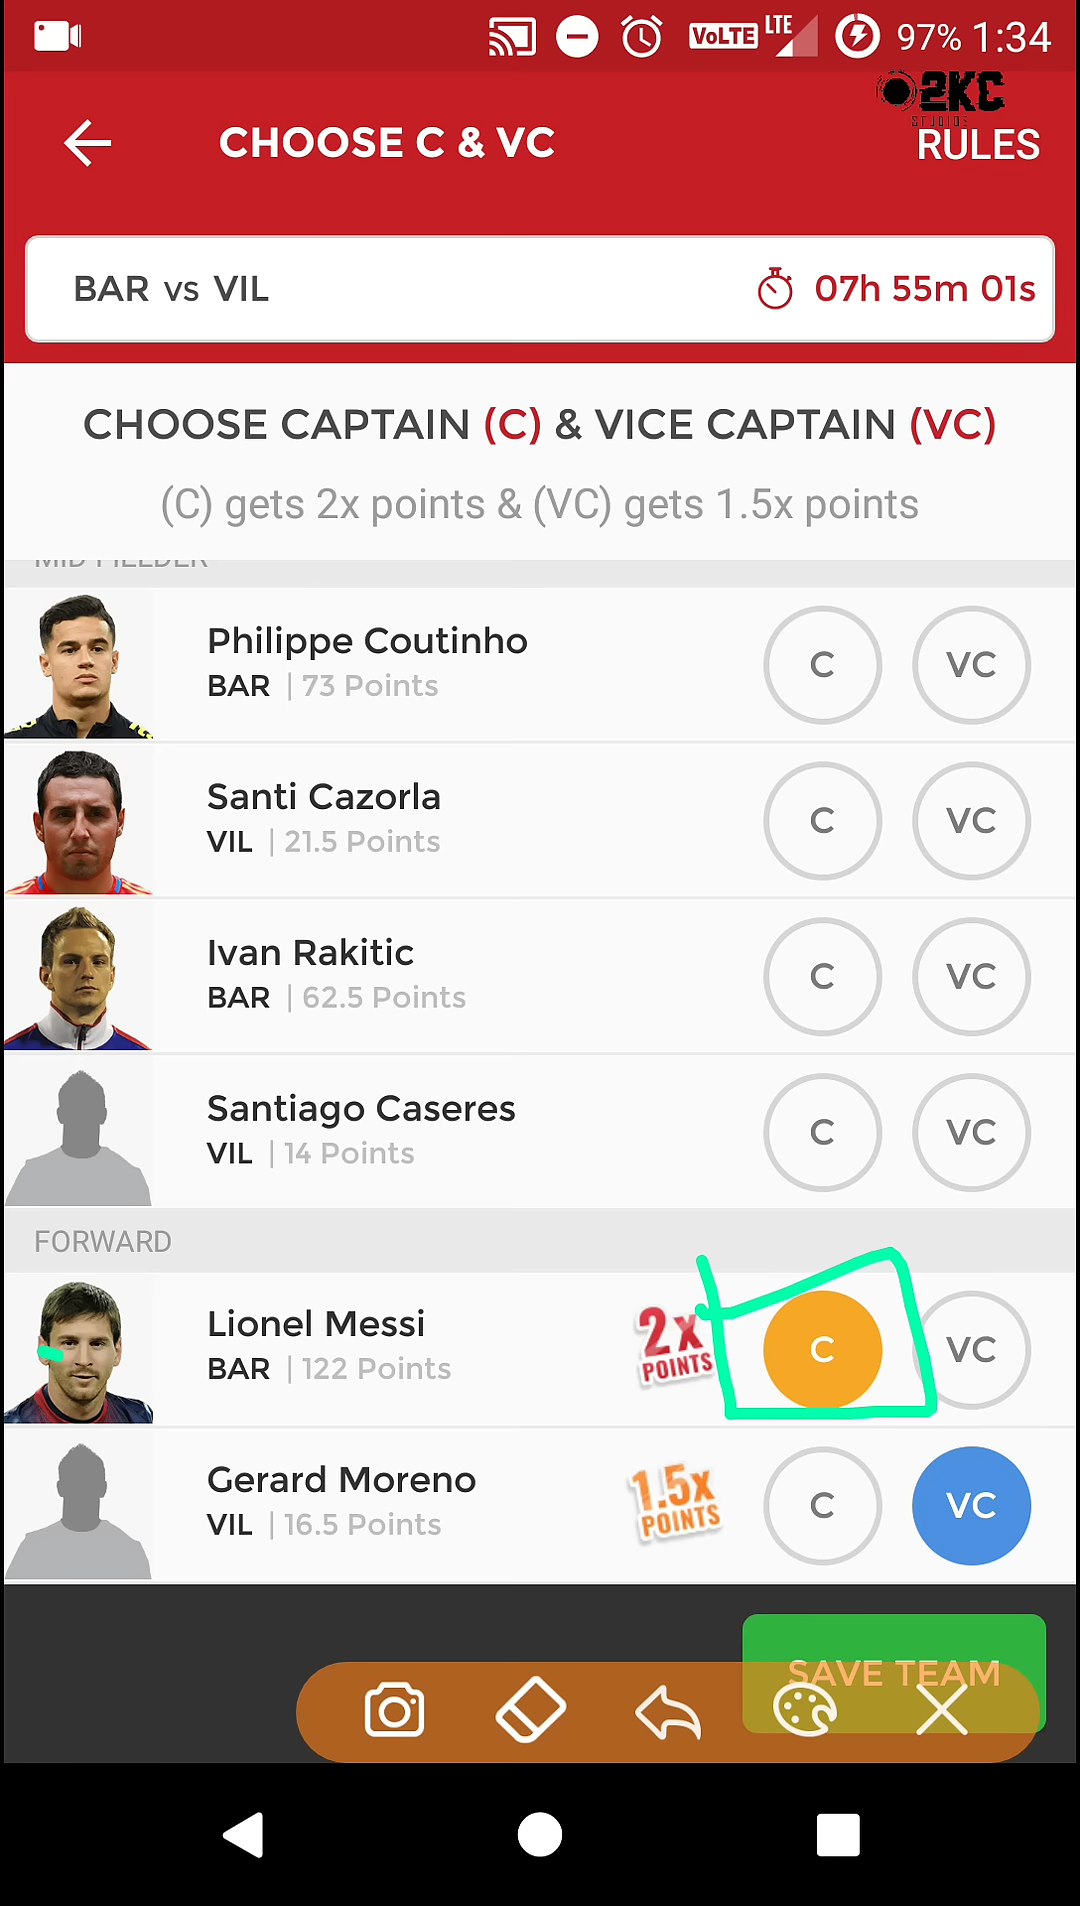 VoLTE LTE 97% 1:34
2KC
STUDIOS
CHOOSE C & VC RULES
BAR vs VIL 07h 55m 01s
CHOOSE CAPTAIN (C) & VICE CAPTAIN (VC)
(C) gets 2x points & (VC) gets 1.5x points
MID FIELDER
Philippe Coutinho
BAR | 73 Points
C VC
Santi Cazorla
VIL | 21.5 Points
C VC
Ivan Rakitic
BAR | 62.5 Points
C VC
Santiago Caseres
VIL | 14 Points
C VC
FORWARD
Lionel Messi
BAR | 122 Points
2x
POINTS
C VC
Gerard Moreno
VIL | 16.5 Points
1.5x
POINTS
C VC
SAVE TEAM